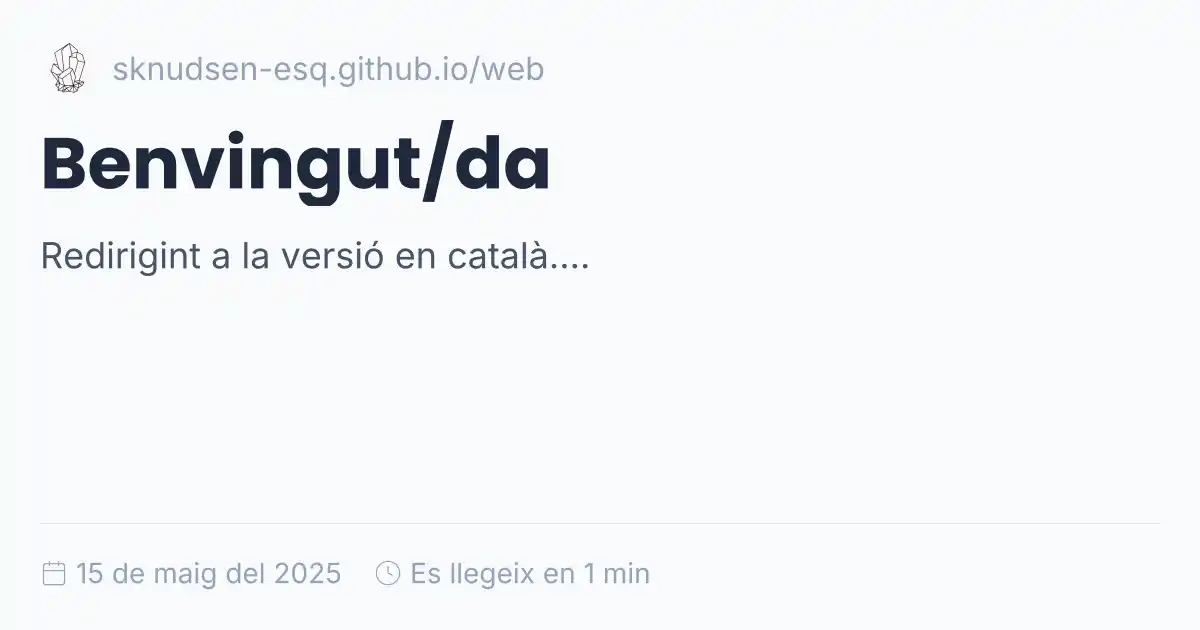 sknudsen-esq.github.io/web
Benvingut/da
Redirigint a la versió en català....
15 de maig del 2025 Es llegeix en 1 min